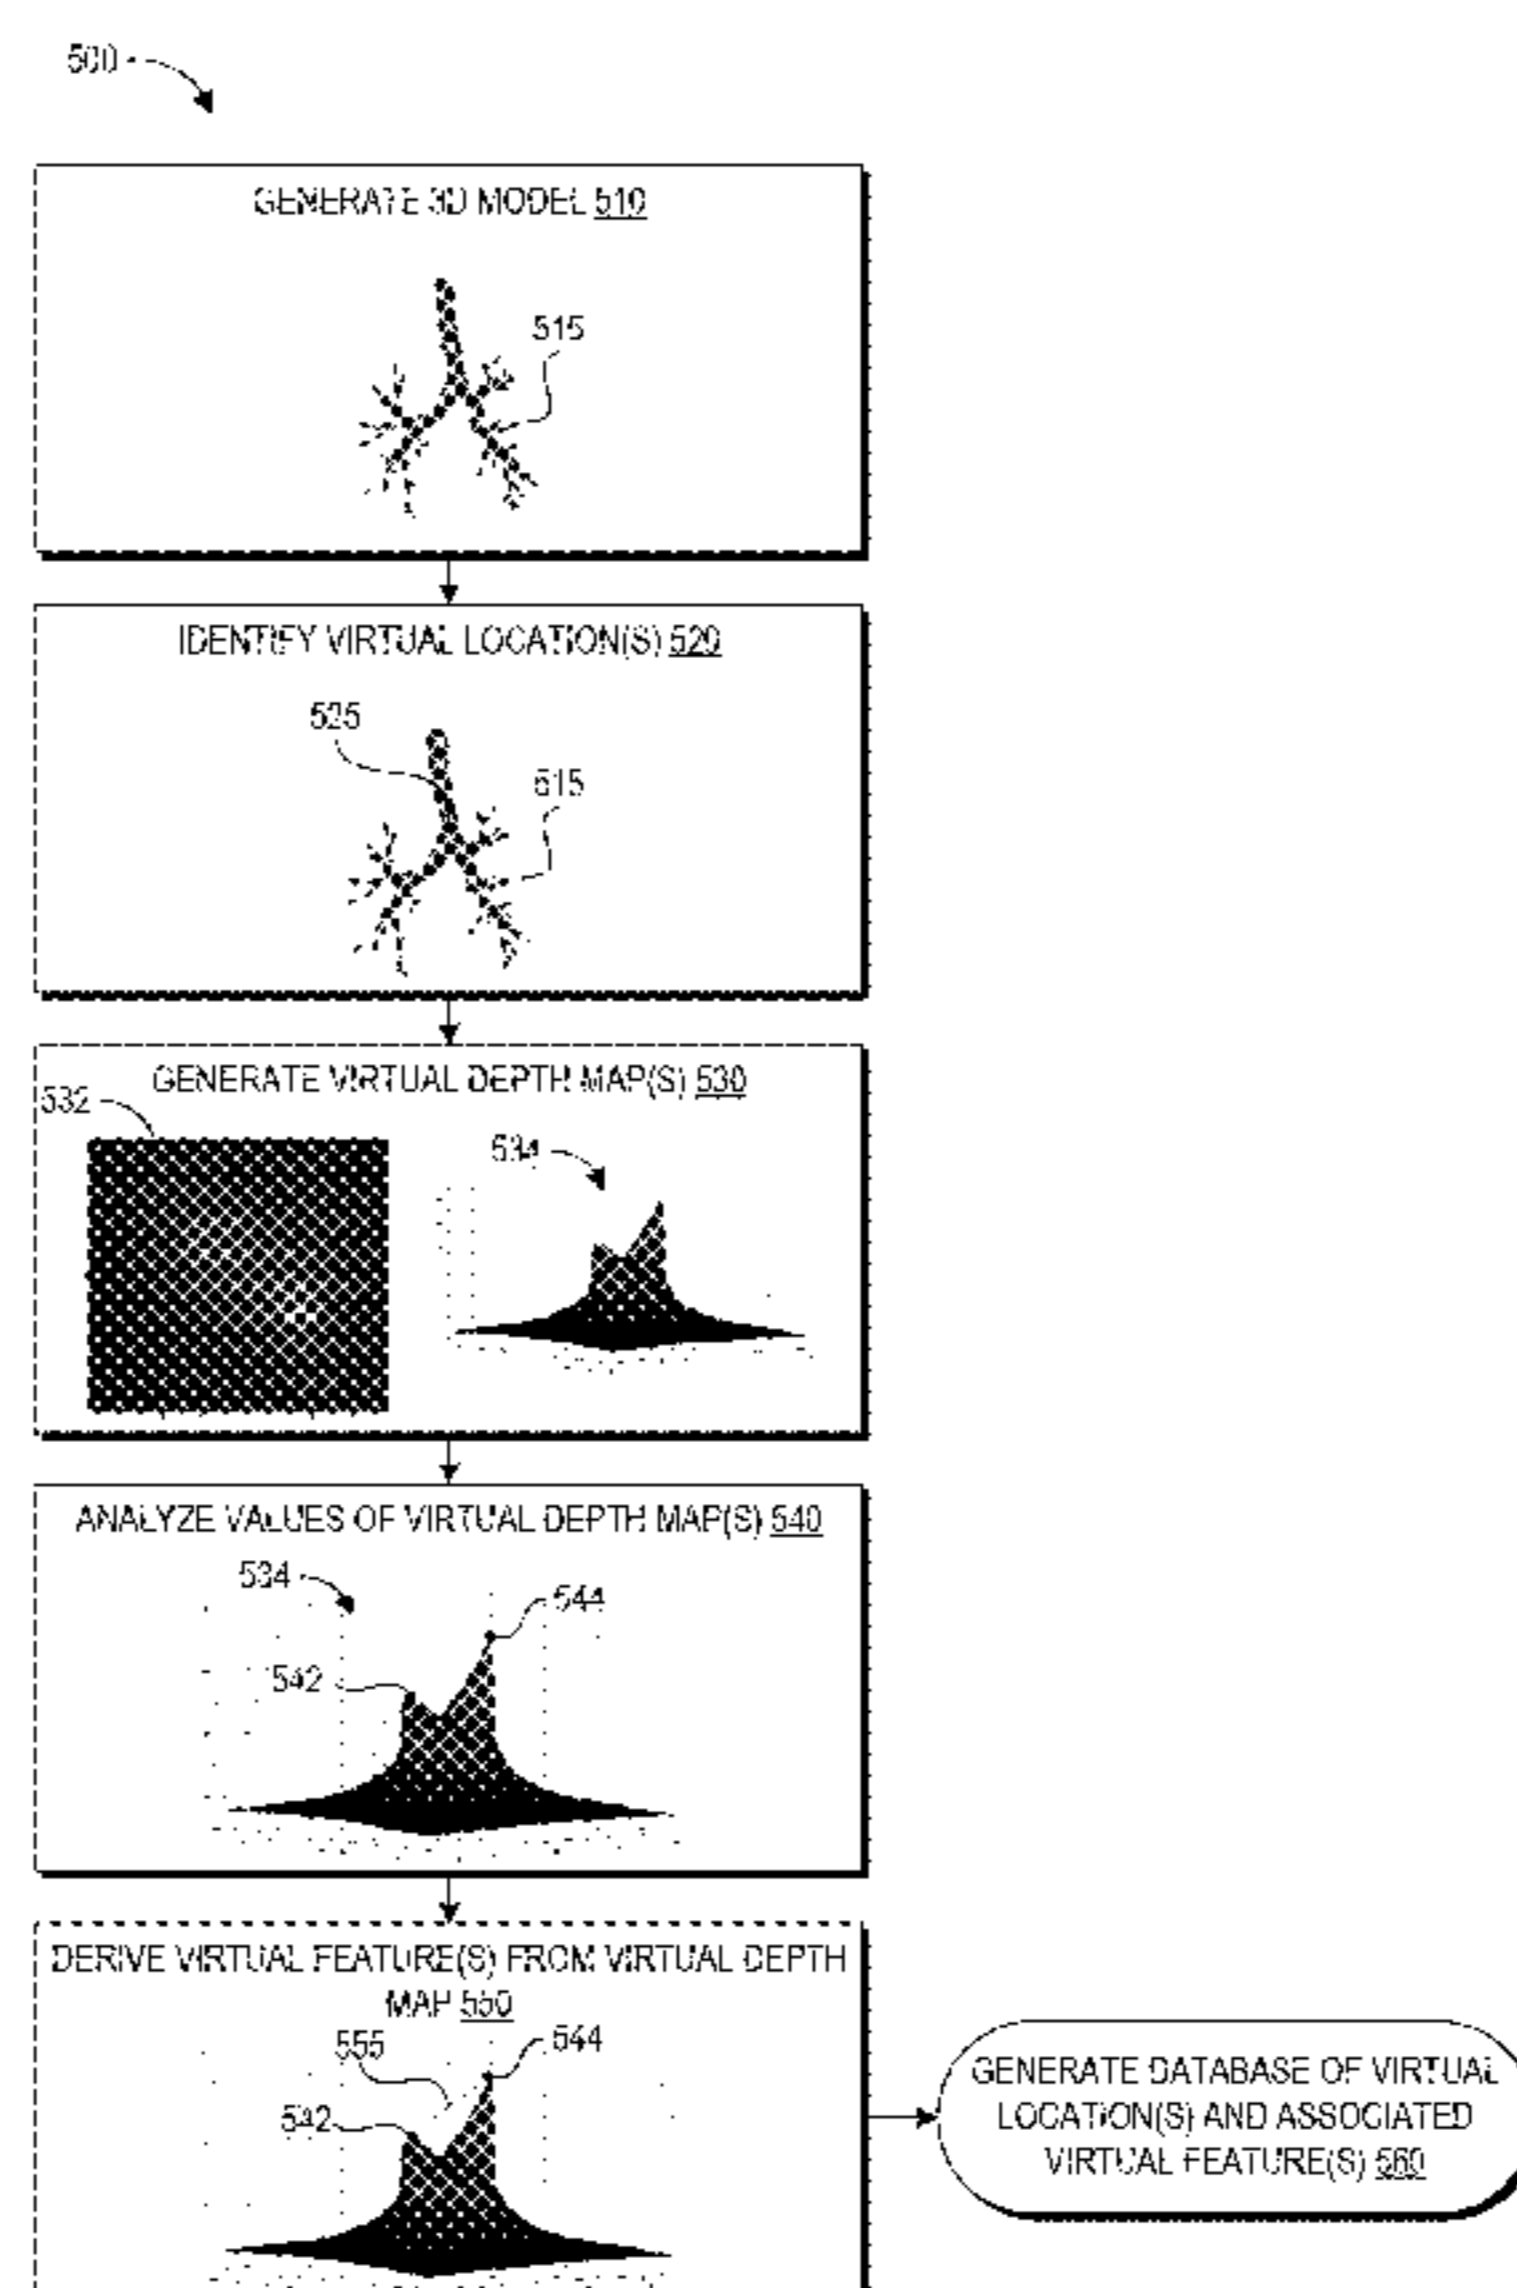 500
GENERATE 3D MODEL 510
515
IDENTIFY VIRTUAL LOCATION(S) 520
525
515
GENERATE VIRTUAL DEPTH MAP(S) 530
532
534
ANALYZE VALUES OF VIRTUAL DEPTH MAP(S) 540
534
544
542
DERIVE VIRTUAL FEATURE(S) FROM VIRTUAL DEPTH
MAP 550
555
544
542
GENERATE DATABASE OF VIRTUAL
LOCATION(S) AND ASSOCIATED
VIRTUAL FEATURE(S) 560